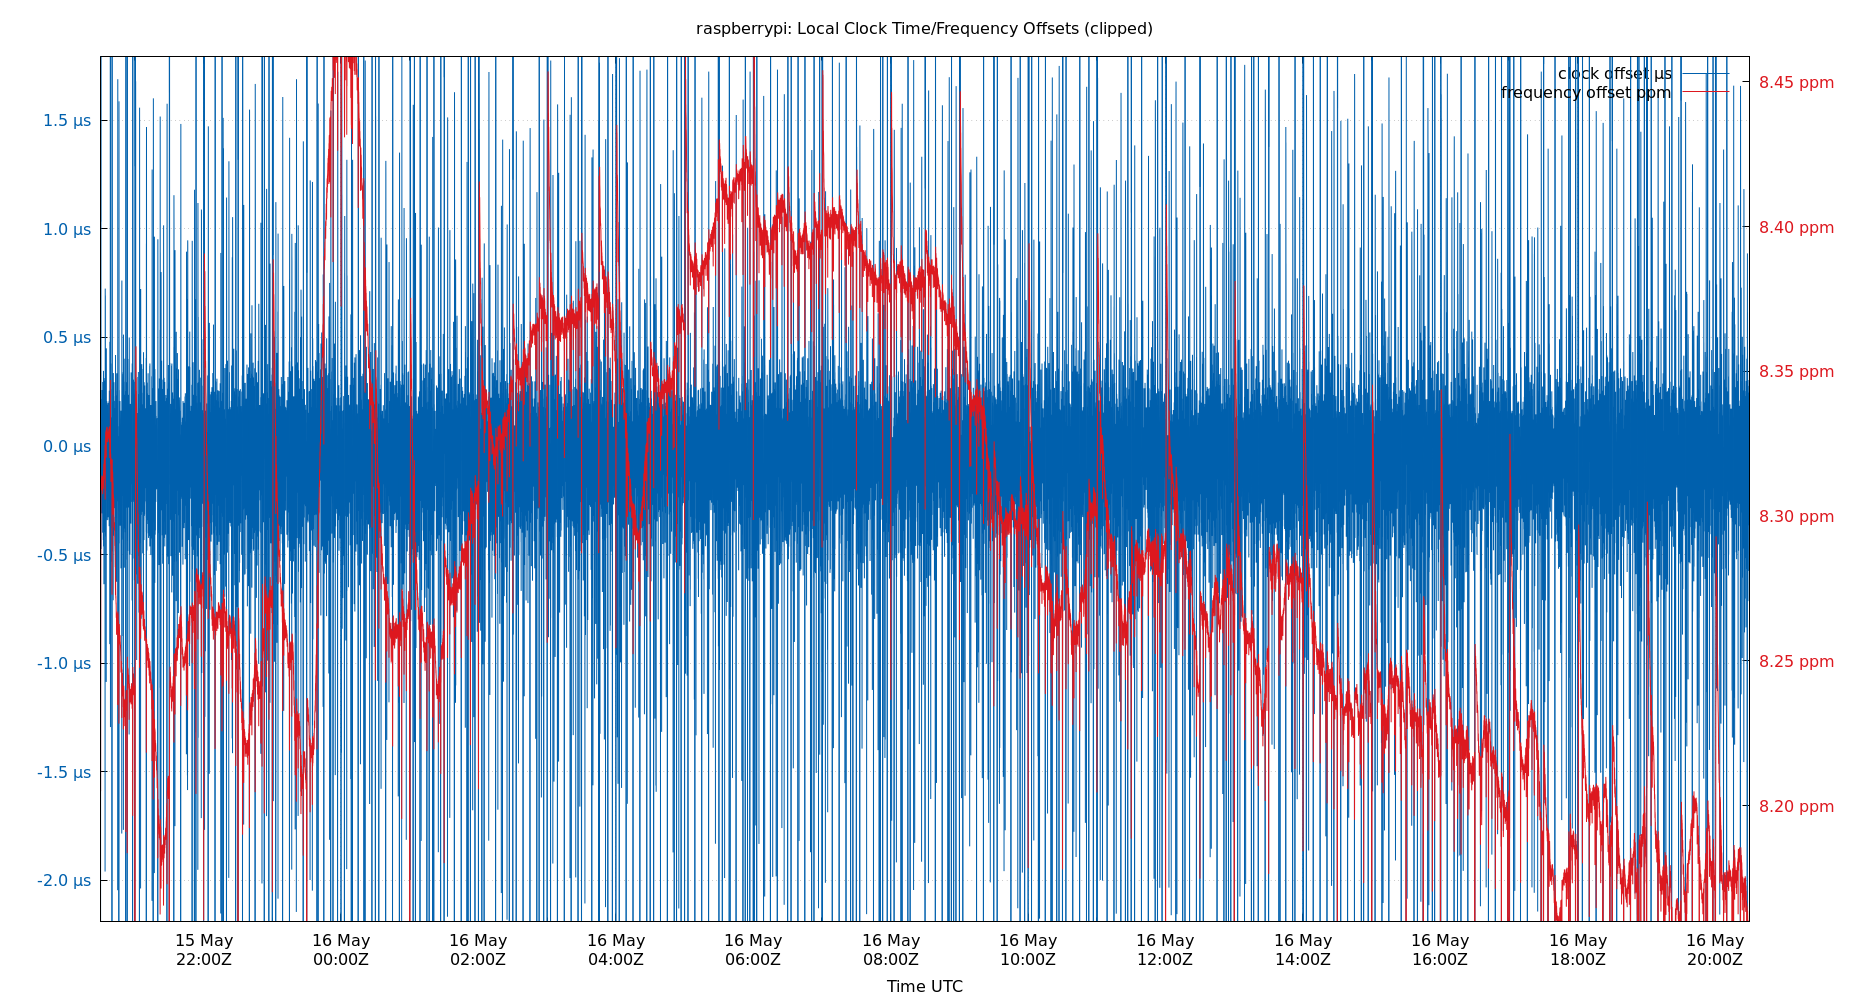 raspberrypi: Local Clock Time/Frequency Offsets (clipped)
clock offset µs
frequency offset ppm
1.5 µs
1.0 µs
0.5 µs
0.0 µs
-0.5 µs
-1.0 µs
-1.5 µs
-2.0 µs
8.45 ppm
8.40 ppm
8.35 ppm
8.30 ppm
8.25 ppm
8.20 ppm
15 May 16 May 16 May 16 May 16 May 16 May 16 May 16 May 16 May 16 May 16 May 16 May
22:00Z 00:00Z 02:00Z 04:00Z 06:00Z 08:00Z 10:00Z 12:00Z 14:00Z 16:00Z 18:00Z 20:00Z
Time UTC